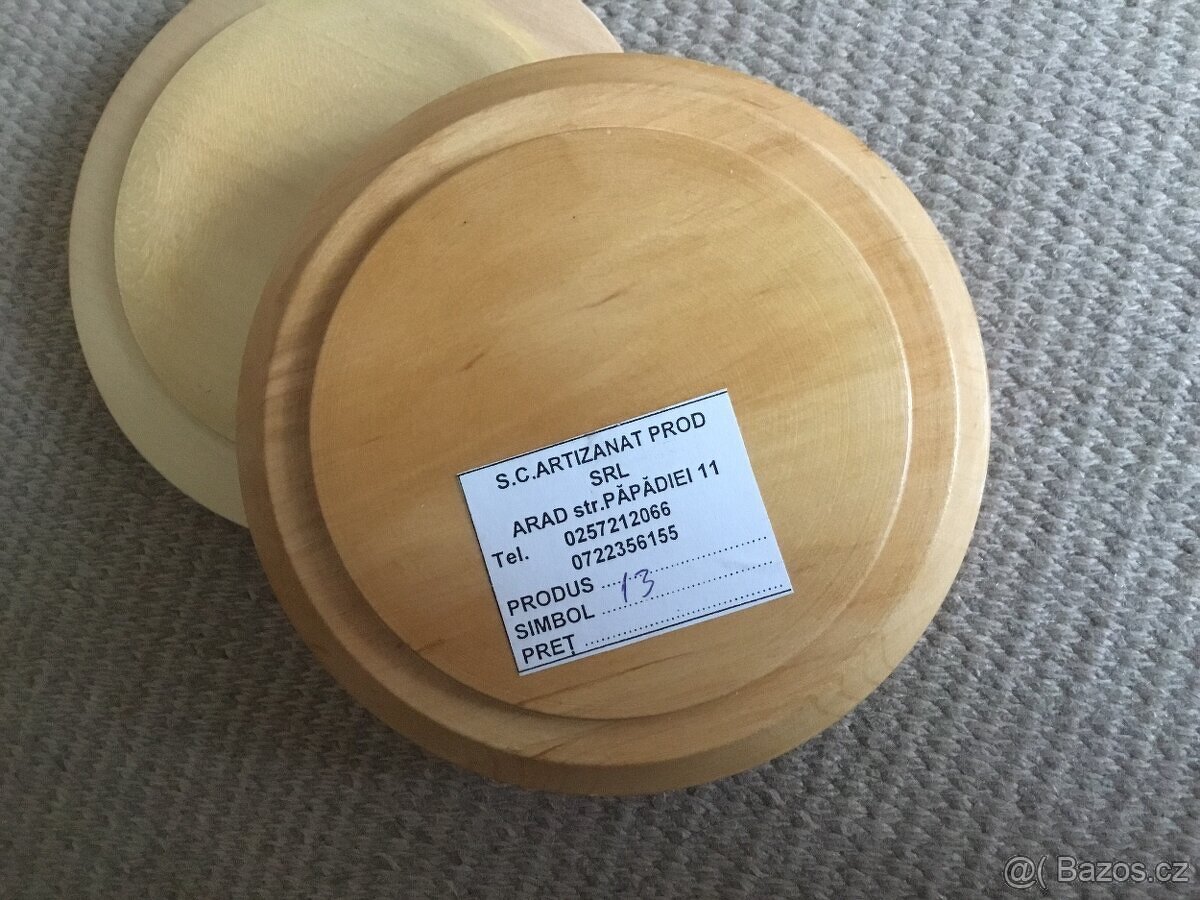 S.C.ARTIZANAT PROD
SRL
ARAD str.PĂPĂDIEI 11
Tel. 0257212066
0722356155
PRODUS ........................
SIMBOL 13 ........................
PREȚ ........................
@( Bazos.cz